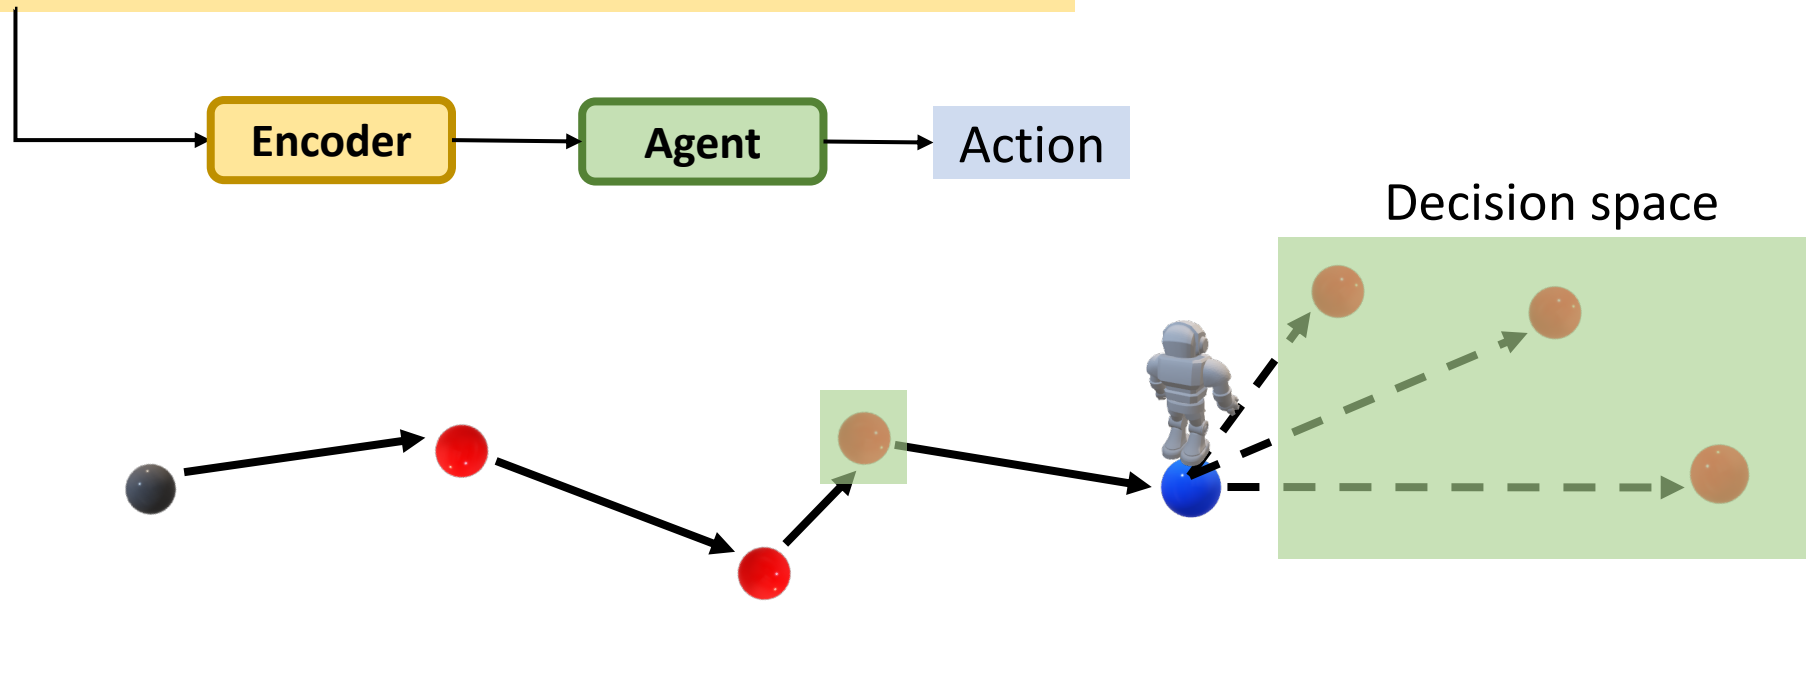 Encoder
Agent
Action
Decision space